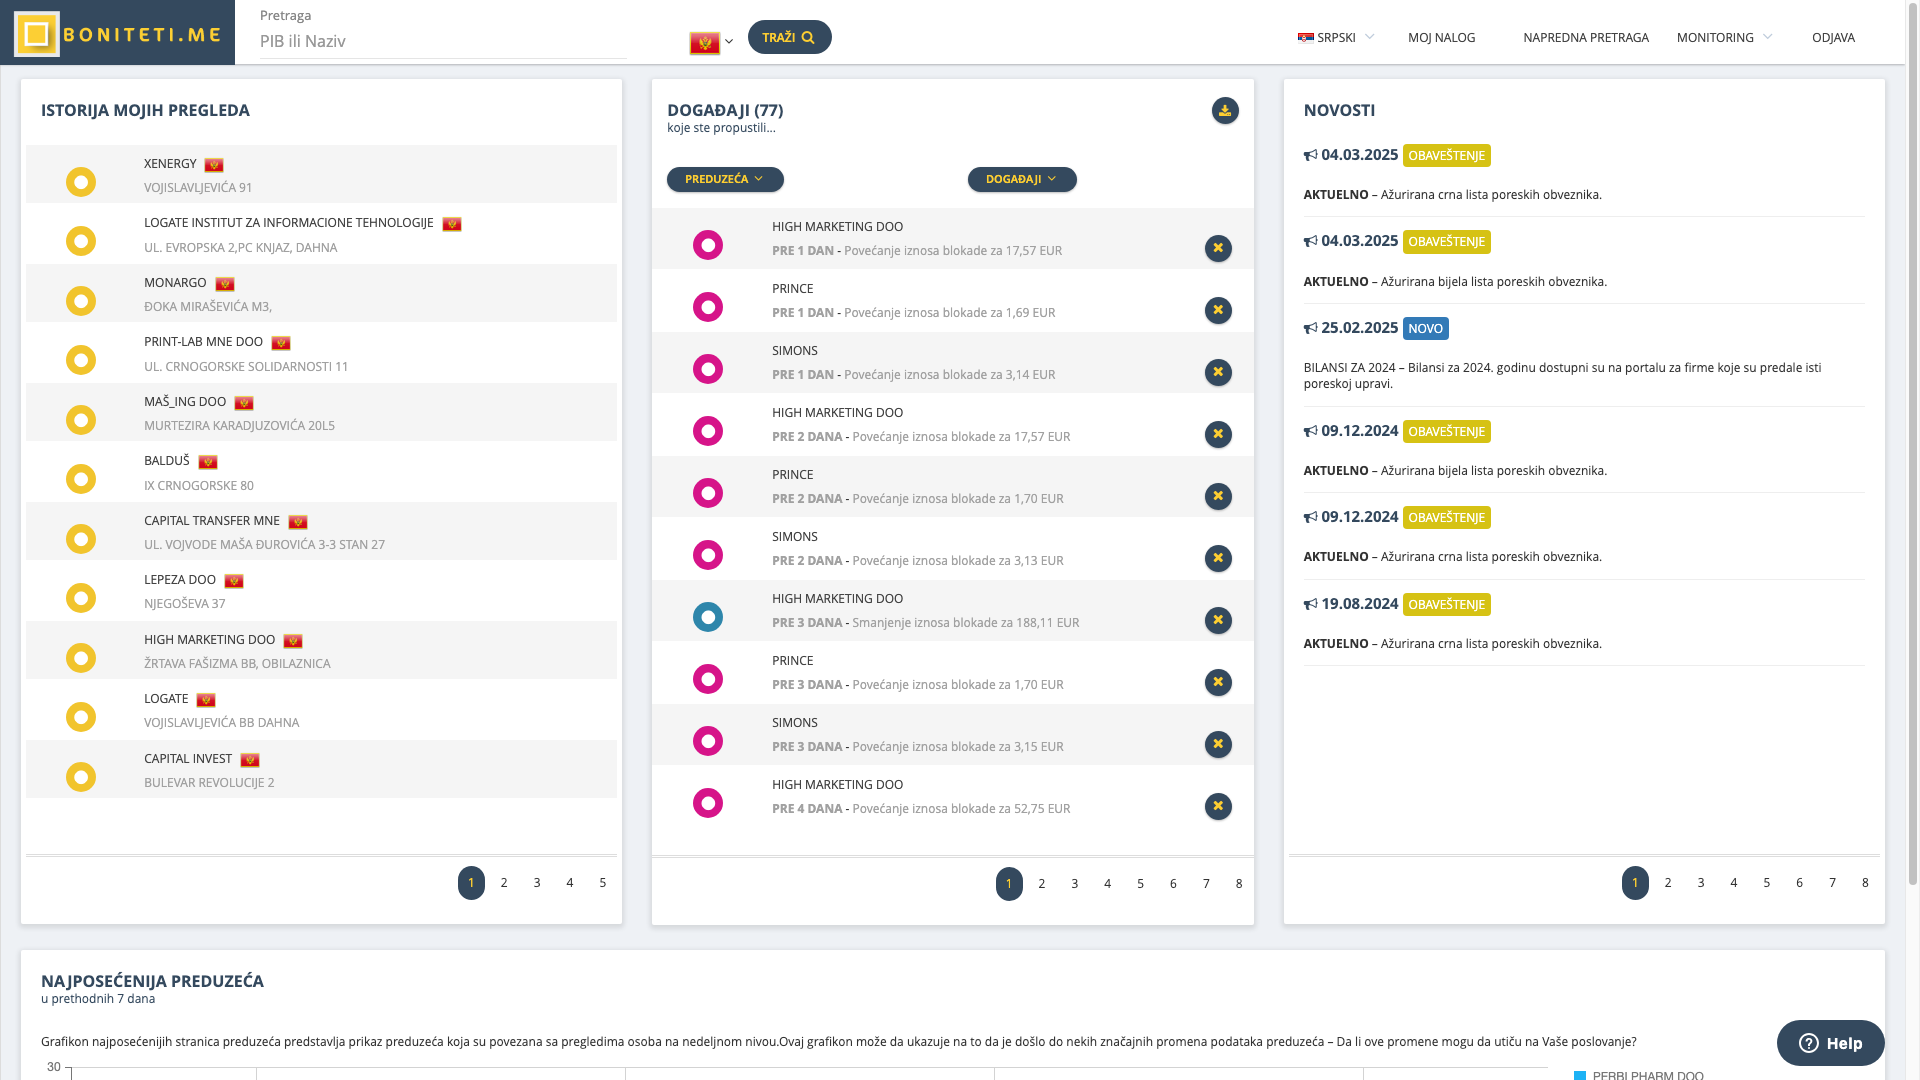 BONITETI.ME
Pretraga
PIB ili Naziv
TRAŽI
SRPSKI
MOJ NALOG
NAPREDNA PRETRAGA
MONITORING
ODJAVA
ISTORIJA MOJIH PREGLEDA
XENERGY
VOJISLAVLJEVIĆA 91
LOGATE INSTITUT ZA INFORMACIONE TEHNOLOGIJE
UL. EVROPSKA 2,PC KNJAZ, DAHNA
MONARGO
ĐOKA MIRAŠEVIĆA M3,
PRINT-LAB MNE DOO
UL. CRNOGORSKE SOLIDARNOSTI 11
MAŠ_ING DOO
MURTEZIRA KARADJUZOVIĆA 20L5
BALDUŠ
IX CRNOGORSKE 80
CAPITAL TRANSFER MNE
UL. VOJVODE MAŠA ĐUROVIĆA 3-3 STAN 27
LEPEZA DOO
NJEGOŠEVA 37
HIGH MARKETING DOO
ŽRTAVA FAŠIZMA BB, OBILAZNICA
LOGATE
VOJISLAVLJEVIĆA BB DAHNA
CAPITAL INVEST
BULEVAR REVOLUCIJE 2
1 2 3 4 5
DOGAĐAJI (77)
koje ste propustili...
PREDUZEĆA
DOGAĐAJI
HIGH MARKETING DOO
PRE 1 DAN - Povećanje iznosa blokade za 17,57 EUR
PRINCE
PRE 1 DAN - Povećanje iznosa blokade za 1,69 EUR
SIMONS
PRE 1 DAN - Povećanje iznosa blokade za 3,14 EUR
HIGH MARKETING DOO
PRE 2 DANA - Povećanje iznosa blokade za 17,57 EUR
PRINCE
PRE 2 DANA - Povećanje iznosa blokade za 1,70 EUR
SIMONS
PRE 2 DANA - Povećanje iznosa blokade za 3,13 EUR
HIGH MARKETING DOO
PRE 3 DANA - Smanjenje iznosa blokade za 188,11 EUR
PRINCE
PRE 3 DANA - Povećanje iznosa blokade za 1,70 EUR
SIMONS
PRE 3 DANA - Povećanje iznosa blokade za 3,15 EUR
HIGH MARKETING DOO
PRE 4 DANA - Povećanje iznosa blokade za 52,75 EUR
1 2 3 4 5 6 7 8
NOVOSTI
04.03.2025 OBAVEŠTENJE
AKTUELNO – Ažurirana crna lista poreskih obveznika.
04.03.2025 OBAVEŠTENJE
AKTUELNO – Ažurirana bijela lista poreskih obveznika.
25.02.2025 NOVO
BILANSI ZA 2024 – Bilansi za 2024. godinu dostupni su na portalu za firme koje su predale isti
poreskoj upravi.
09.12.2024 OBAVEŠTENJE
AKTUELNO – Ažurirana bijela lista poreskih obveznika.
09.12.2024 OBAVEŠTENJE
AKTUELNO – Ažurirana crna lista poreskih obveznika.
19.08.2024 OBAVEŠTENJE
AKTUELNO – Ažurirana crna lista poreskih obveznika.
1 2 3 4 5 6 7 8
NAJPOSEĆENIJA PREDUZEĆA
u prethodnih 7 dana
Grafikon najposećenijih stranica preduzeća predstavlja prikaz preduzeća koja su povezana sa pregledima osoba na nedeljnom nivou.Ovaj grafikon može da ukazuje na to da je došlo do nekih značajnih promena podataka preduzeća – Da li ove promene mogu da utiču na Vaše poslovanje?
30
PERBI PHARM DOO
Help